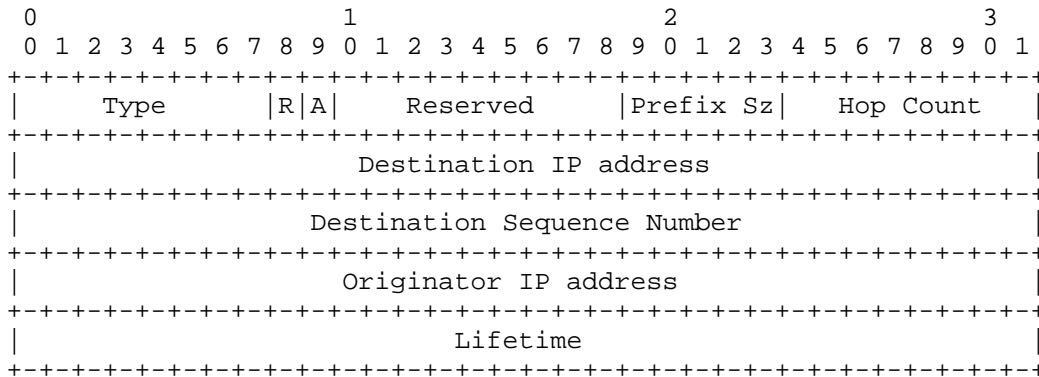 0                   1                   2                   3
 0 1 2 3 4 5 6 7 8 9 0 1 2 3 4 5 6 7 8 9 0 1 2 3 4 5 6 7 8 9 0 1
+-+-+-+-+-+-+-+-+-+-+-+-+-+-+-+-+-+-+-+-+-+-+-+-+-+-+-+-+-+-+-+-+
|     Type      |R|A|    Reserved     |Prefix Sz|   Hop Count   |
+-+-+-+-+-+-+-+-+-+-+-+-+-+-+-+-+-+-+-+-+-+-+-+-+-+-+-+-+-+-+-+-+
|                     Destination IP address                    |
+-+-+-+-+-+-+-+-+-+-+-+-+-+-+-+-+-+-+-+-+-+-+-+-+-+-+-+-+-+-+-+-+
|                  Destination Sequence Number                  |
+-+-+-+-+-+-+-+-+-+-+-+-+-+-+-+-+-+-+-+-+-+-+-+-+-+-+-+-+-+-+-+-+
|                    Originator IP address                      |
+-+-+-+-+-+-+-+-+-+-+-+-+-+-+-+-+-+-+-+-+-+-+-+-+-+-+-+-+-+-+-+-+
|                           Lifetime                            |
+-+-+-+-+-+-+-+-+-+-+-+-+-+-+-+-+-+-+-+-+-+-+-+-+-+-+-+-+-+-+-+-+